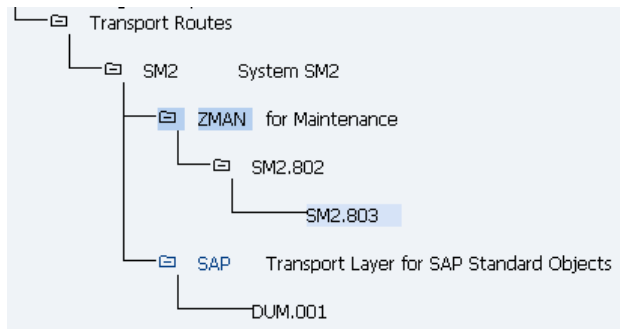 Transport Routes
SM2 System SM2
ZMAN for Maintenance
SM2.802
SM2.803
SAP Transport Layer for SAP Standard Objects
DUM.001